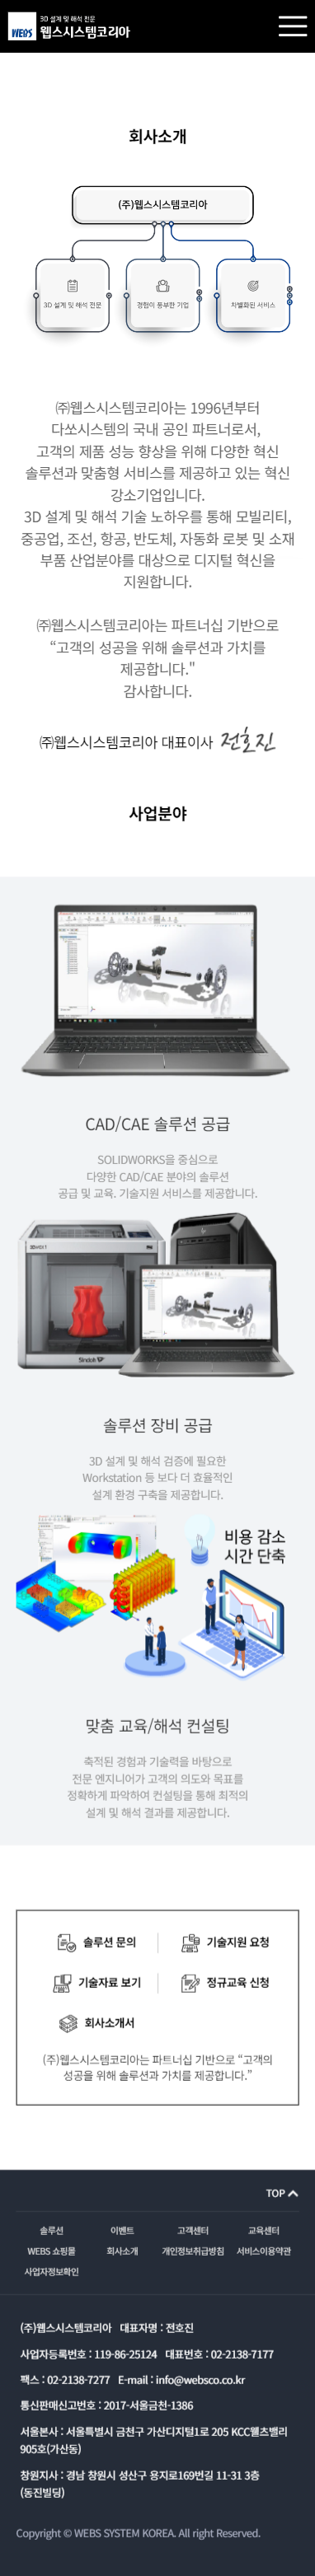 WEBS
3D 설계 및 해석 전문
웹스시스템코리아
회사소개
(주)웹스시스템코리아
3D 설계 및 해석 전문
경험이 풍부한 기업
차별화된 서비스
㈜웹스시스템코리아는 1996년부터
다쏘시스템의 국내 공인 파트너로서,
고객의 제품 성능 향상을 위해 다양한 혁신
솔루션과 맞춤형 서비스를 제공하고 있는 혁신
강소기업입니다.
3D 설계 및 해석 기술 노하우를 통해 모빌리티,
중공업, 조선, 항공, 반도체, 자동화 로봇 및 소재
부품 산업분야를 대상으로 디지털 혁신을
지원합니다.
㈜웹스시스템코리아는 파트너십 기반으로
“고객의 성공을 위해 솔루션과 가치를
제공합니다."
감사합니다.
㈜웹스시스템코리아 대표이사 전호진
사업분야
CAD/CAE 솔루션 공급
SOLIDWORKS을 중심으로
다양한 CAD/CAE 분야의 솔루션
공급 및 교육. 기술지원 서비스를 제공합니다.
3DWOX 1
Sindoh
솔루션 장비 공급
3D 설계 및 해석 검증에 필요한
Workstation 등 보다 더 효율적인
설계 환경 구축을 제공합니다.
비용 감소
시간 단축
맞춤 교육/해석 컨설팅
축적된 경험과 기술력을 바탕으로
전문 엔지니어가 고객의 의도와 목표를
정확하게 파악하여 컨설팅을 통해 최적의
설계 및 해석 결과를 제공합니다.
솔루션 문의
기술지원 요청
기술자료 보기
정규교육 신청
회사소개서
(주)웹스시스템코리아는 파트너십 기반으로 “고객의
성공을 위해 솔루션과 가치를 제공합니다.”
TOP
솔루션 이벤트 고객센터 교육센터
WEBS 쇼핑몰 회사소개 개인정보취급방침 서비스이용약관
사업자정보확인
(주)웹스시스템코리아 대표자명 : 전호진
사업자등록번호 : 119-86-25124 대표번호 : 02-2138-7177
팩스 : 02-2138-7277 E-mail : info@websco.co.kr
통신판매신고번호 : 2017-서울금천-1386
서울본사 : 서울특별시 금천구 가산디지털1로 205 KCC웰츠밸리
905호(가산동)
창원지사 : 경남 창원시 성산구 용지로169번길 11-31 3층
(동진빌딩)
Copyright © WEBS SYSTEM KOREA. All right Reserved.